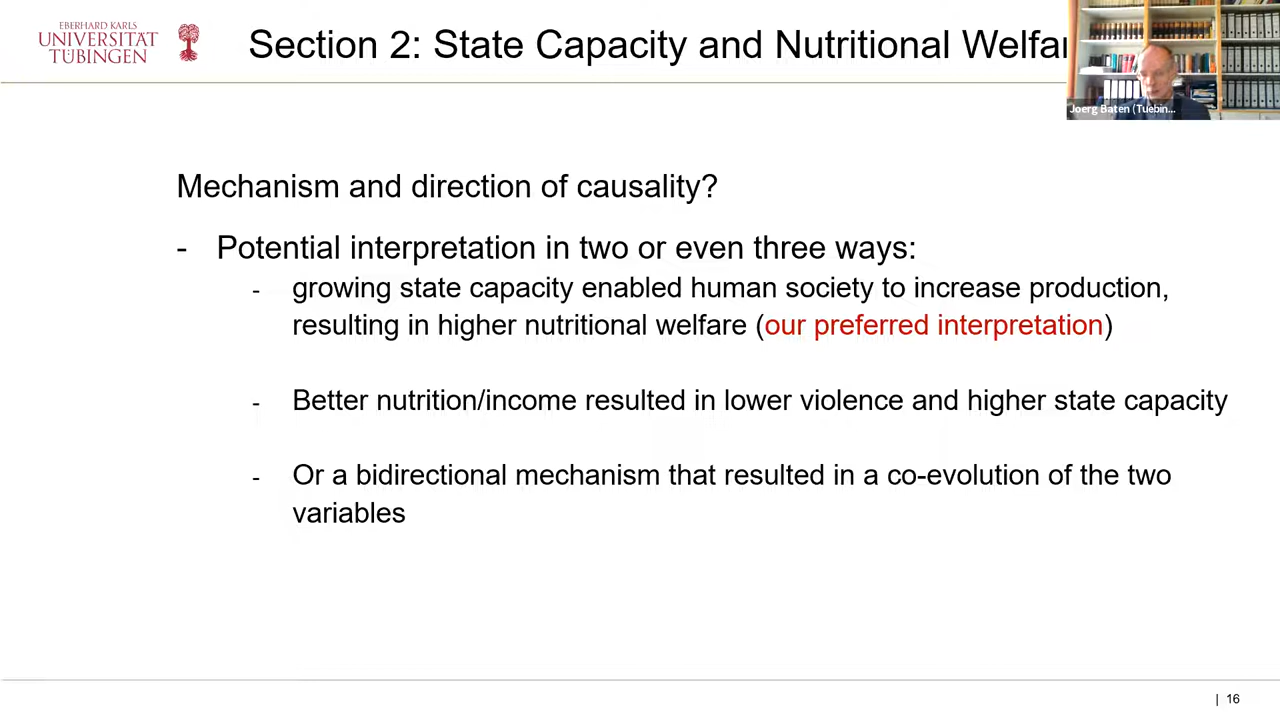 EBERHARD KARLS
UNIVERSITÄT
TÜBINGEN
Section 2: State Capacity and Nutritional Welfar
Joerg Baten (Tuebin...
Mechanism and direction of causality?
- Potential interpretation in two or even three ways:
- growing state capacity enabled human society to increase production,
resulting in higher nutritional welfare (our preferred interpretation)
- Better nutrition/income resulted in lower violence and higher state capacity
- Or a bidirectional mechanism that resulted in a co-evolution of the two
variables
| 16